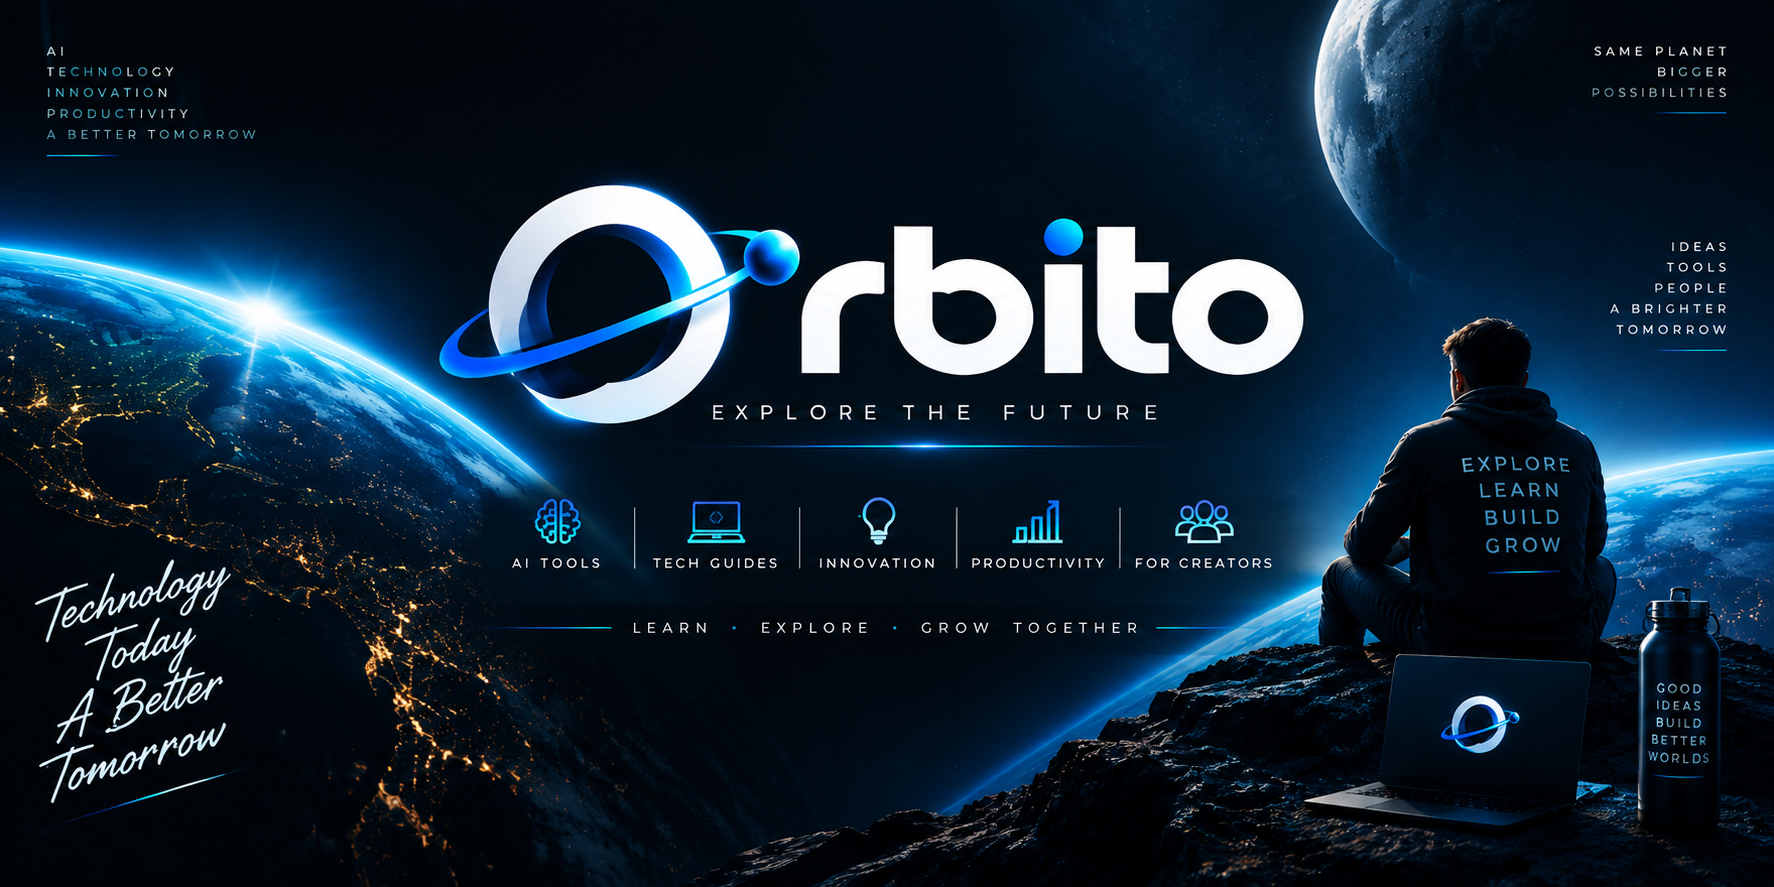 AI
TECHNOLOGY
INNOVATION
PRODUCTIVITY
A BETTER TOMORROW
SAME PLANET
BIGGER
POSSIBILITIES
IDEAS
TOOLS
PEOPLE
A BRIGHTER
TOMORROW
Orbito
EXPLORE THE FUTURE
AI TOOLS
TECH GUIDES
INNOVATION
PRODUCTIVITY
FOR CREATORS
LEARN • EXPLORE • GROW TOGETHER
Technology
Today
A Better
Tomorrow
EXPLORE
LEARN
BUILD
GROW
GOOD
IDEAS
BUILD
BETTER
WORLDS